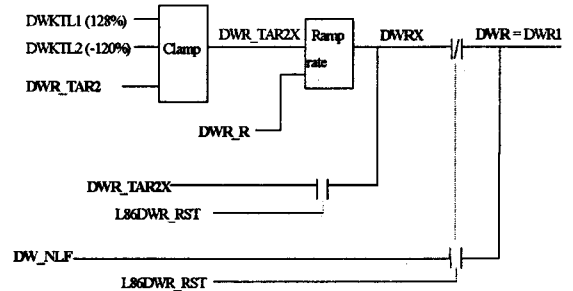 DWKTL1 (128%)
DWKTL2 (-120%)
DWR_TAR2
Clamp
DWR_TAR2X
Ramp
rate
DWR_R
DWRX
DWR = DWR1
DWR_TAR2X
L86DWR_RST
DW_NLF
L86DWR_RST